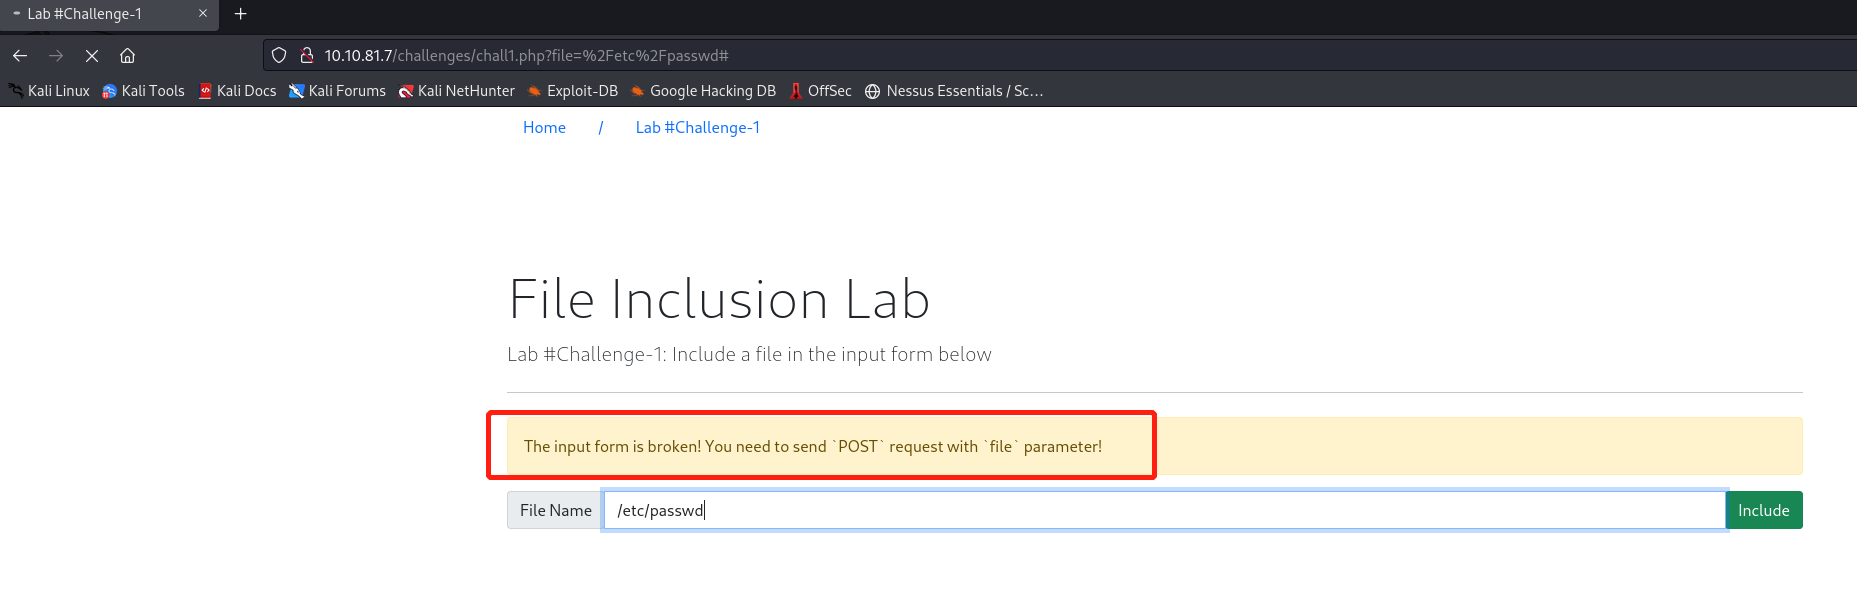 Lab #Challenge-1 × +
10.10.81.7/challenges/chall1.php?file=%2Fetc%2Fpasswd#
Kali Linux Kali Tools Kali Docs Kali Forums Kali NetHunter Exploit-DB Google Hacking DB OffSec Nessus Essentials / Sc...
Home / Lab #Challenge-1
File Inclusion Lab
Lab #Challenge-1: Include a file in the input form below
The input form is broken! You need to send `POST` request with `file` parameter!
File Name /etc/passwd Include